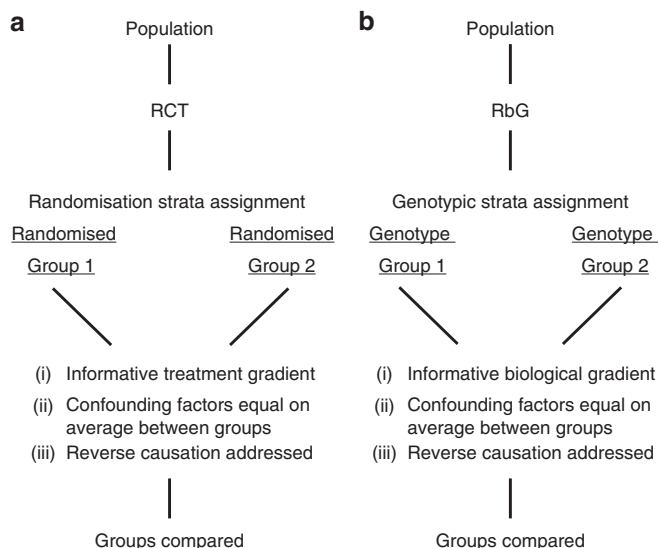 a
Population
RCT
Randomisation strata assignment
Randomised Randomised
Group 1 Group 2
(i) Informative treatment gradient
(ii) Confounding factors equal on
average between groups
(iii) Reverse causation addressed
Groups compared
b
Population
RbG
Genotypic strata assignment
Genotype Genotype
Group 1 Group 2
(i) Informative biological gradient
(ii) Confounding factors equal on
average between groups
(iii) Reverse causation addressed
Groups compared